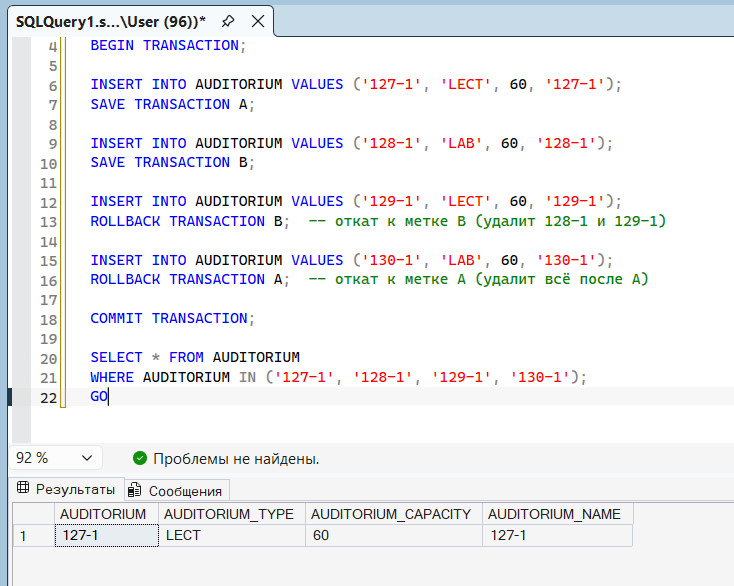 SQLQuery1.s...\User (96))*
4 BEGIN TRANSACTION;
5
6 INSERT INTO AUDITORIUM VALUES ('127-1', 'LECT', 60, '127-1');
7 SAVE TRANSACTION A;
8
9 INSERT INTO AUDITORIUM VALUES ('128-1', 'LAB', 60, '128-1');
10 SAVE TRANSACTION B;
11
12 INSERT INTO AUDITORIUM VALUES ('129-1', 'LECT', 60, '129-1');
13 ROLLBACK TRANSACTION B;  -- откат к метке B (удалит 128-1 и 129-1)
14
15 INSERT INTO AUDITORIUM VALUES ('130-1', 'LAB', 60, '130-1');
16 ROLLBACK TRANSACTION A;  -- откат к метке A (удалит всё после A)
17
18 COMMIT TRANSACTION;
19
20 SELECT * FROM AUDITORIUM
21 WHERE AUDITORIUM IN ('127-1', '128-1', '129-1', '130-1');
22 GO
92 % Проблемы не найдены.
Результаты Сообщения
AUDITORIUM AUDITORIUM_TYPE AUDITORIUM_CAPACITY AUDITORIUM_NAME
1 127-1 LECT 60 127-1